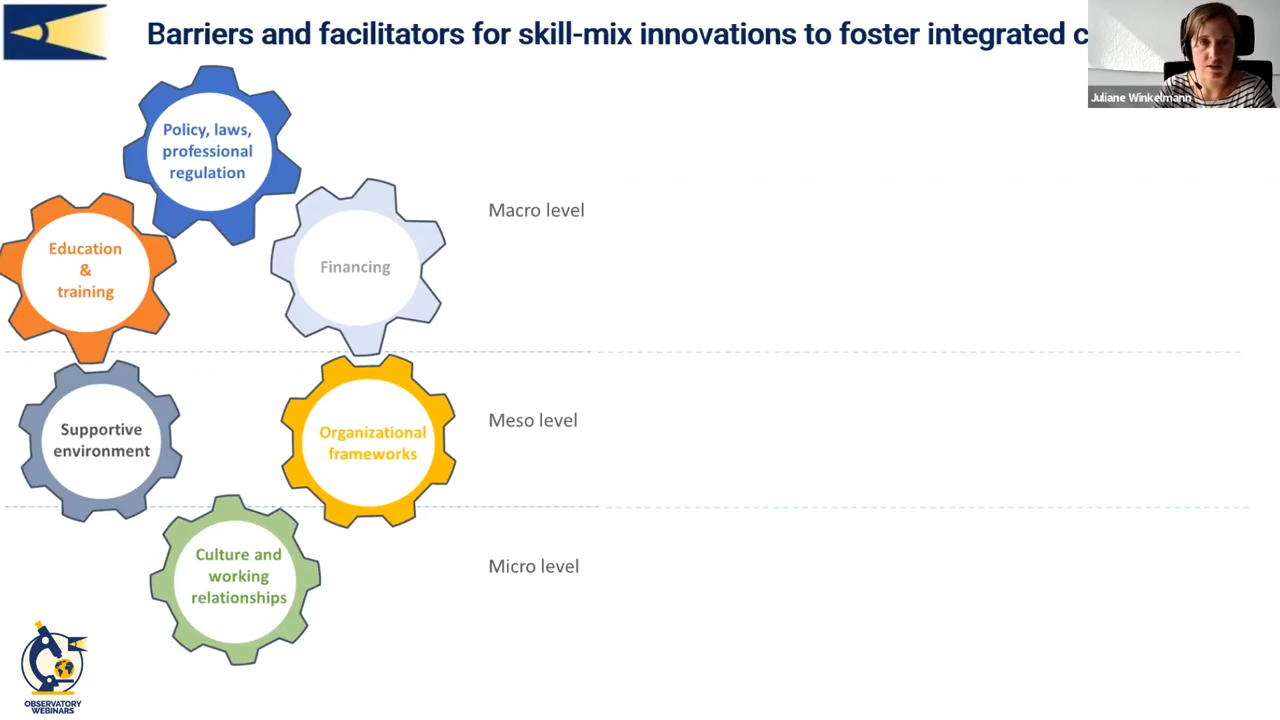 Barriers and facilitators for skill-mix innovations to foster integrated c
Juliane Winkelmann
Policy, laws,
professional
regulation
Education
&
training
Financing
Macro level
Supportive
environment
Organizational
frameworks
Meso level
Culture and
working
relationships
Micro level
OBSERVATORY
WEBINARS